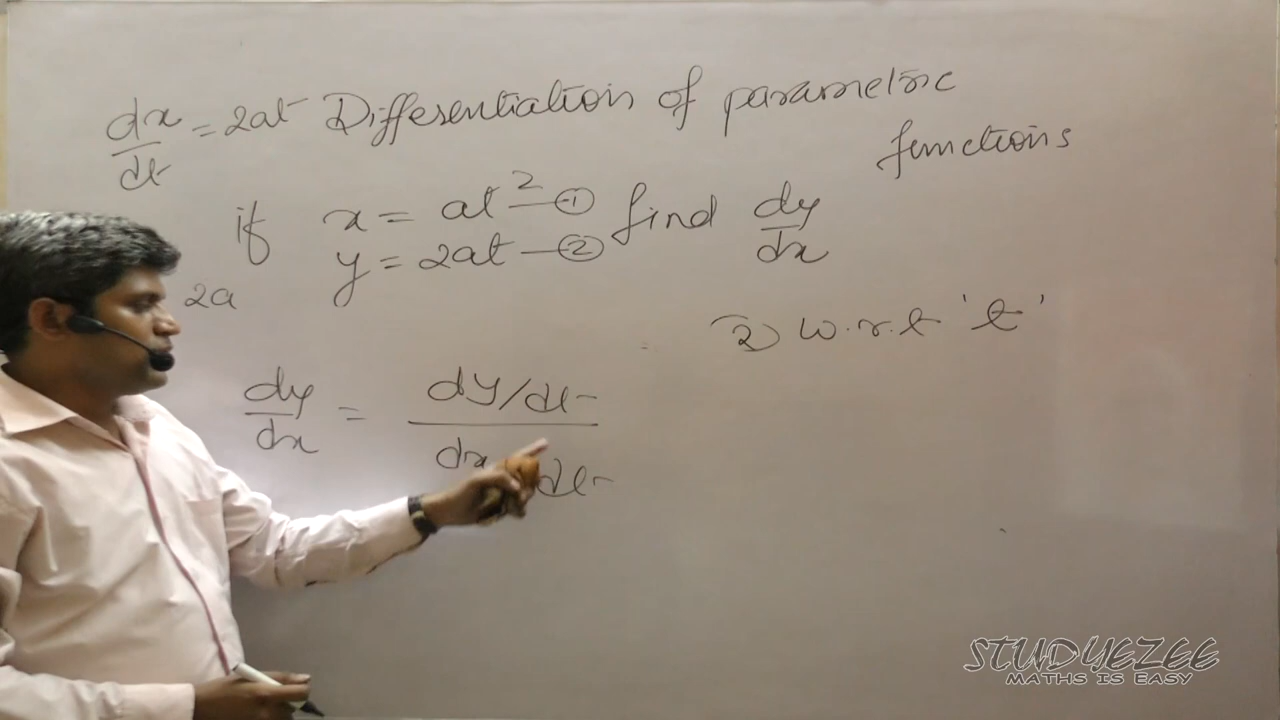 dx/dt = 2at Differentiation of parametric
functions
if x = at² —① find dy/dx
y = 2at —②
2a
② w.r.t 't'
dy/dx = dy/dt
dx dt
STUDYEZEE
MATHS IS EASY